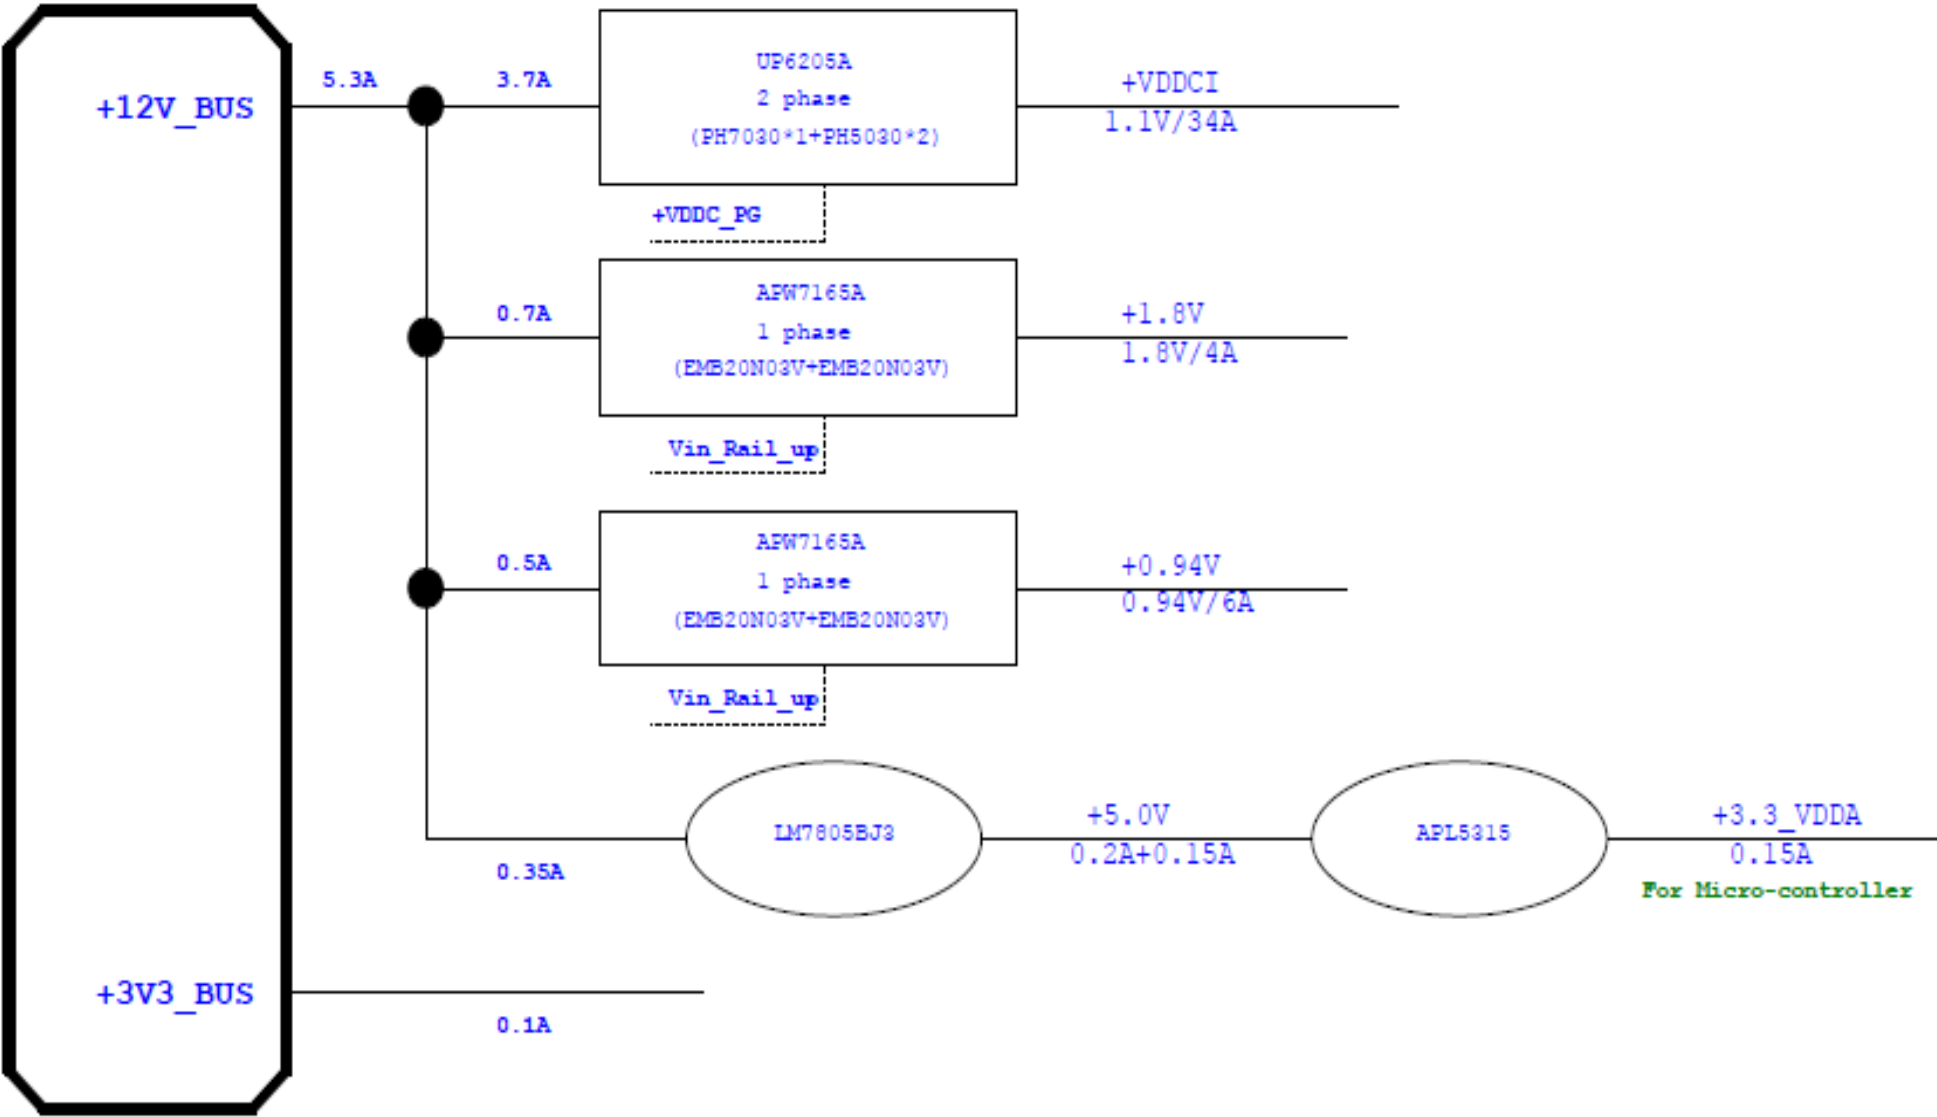 +12V_BUS
5.3A
3.7A
UP6205A
2 phase
(PH7030*1+PH5030*2)
+VDDCI
1.1V/34A
+VDDC_PG
0.7A
APW7165A
1 phase
(EMB20N03V+EMB20N03V)
+1.8V
1.8V/4A
Vin_Rail_up
0.5A
APW7165A
1 phase
(EMB20N03V+EMB20N03V)
+0.94V
0.94V/6A
Vin_Rail_up
0.35A
LM7805BJ3
+5.0V
0.2A+0.15A
APL5315
+3.3_VDDA
0.15A
For Micro-controller
+3V3_BUS
0.1A